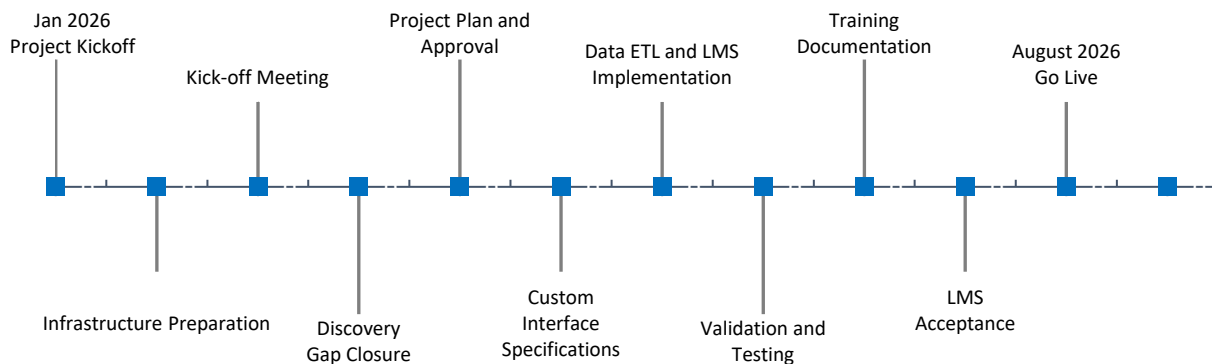 Jan 2026
Project Kickoff
Infrastructure Preparation
Kick-off Meeting
Discovery
Gap Closure
Project Plan and
Approval
Custom
Interface
Specifications
Data ETL and LMS
Implementation
Validation and
Testing
Training
Documentation
LMS
Acceptance
August 2026
Go Live